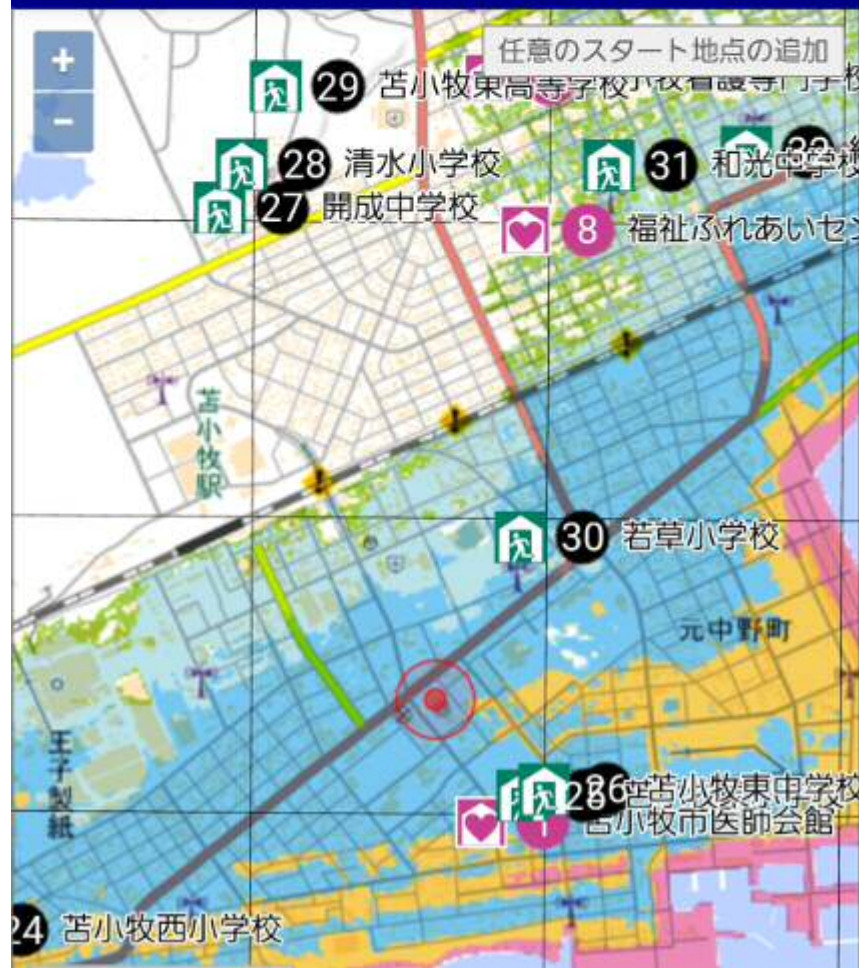 +
任意のスタート地点の追加
−
29 苫小牧東高等学校
28 清水小学校
31 和光中学校
27 開成中学校
8 福祉ふれあいセン
苫小牧駅
30 若草小学校
元中野町
王子製紙
26 苫小牧東中学校
苫小牧市医師会館
24 苫小牧西小学校